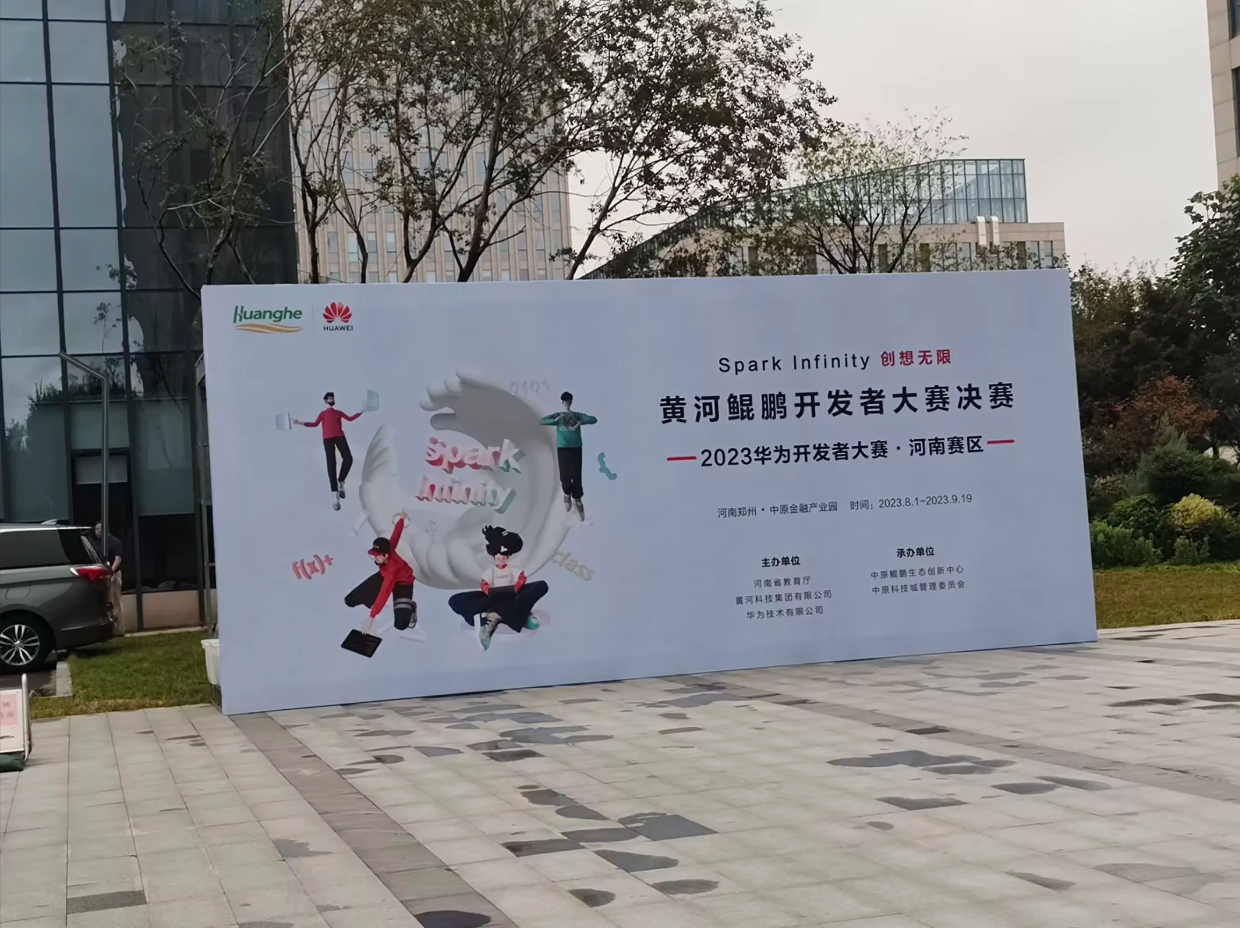 Huanghe
HUAWEI
Spark Infinity 创想无限
黄河鲲鹏开发者大赛决赛
2023华为开发者大赛·河南赛区
河南郑州·中原金融产业园 时间：2023.8.1-2023.9.19
主办单位
河南省教育厅
黄河科技集团有限公司
华为技术有限公司
承办单位
中原鲲鹏生态创新中心
中原科技城管理委员会
0101
Spark
Infinity
f(x)+
class